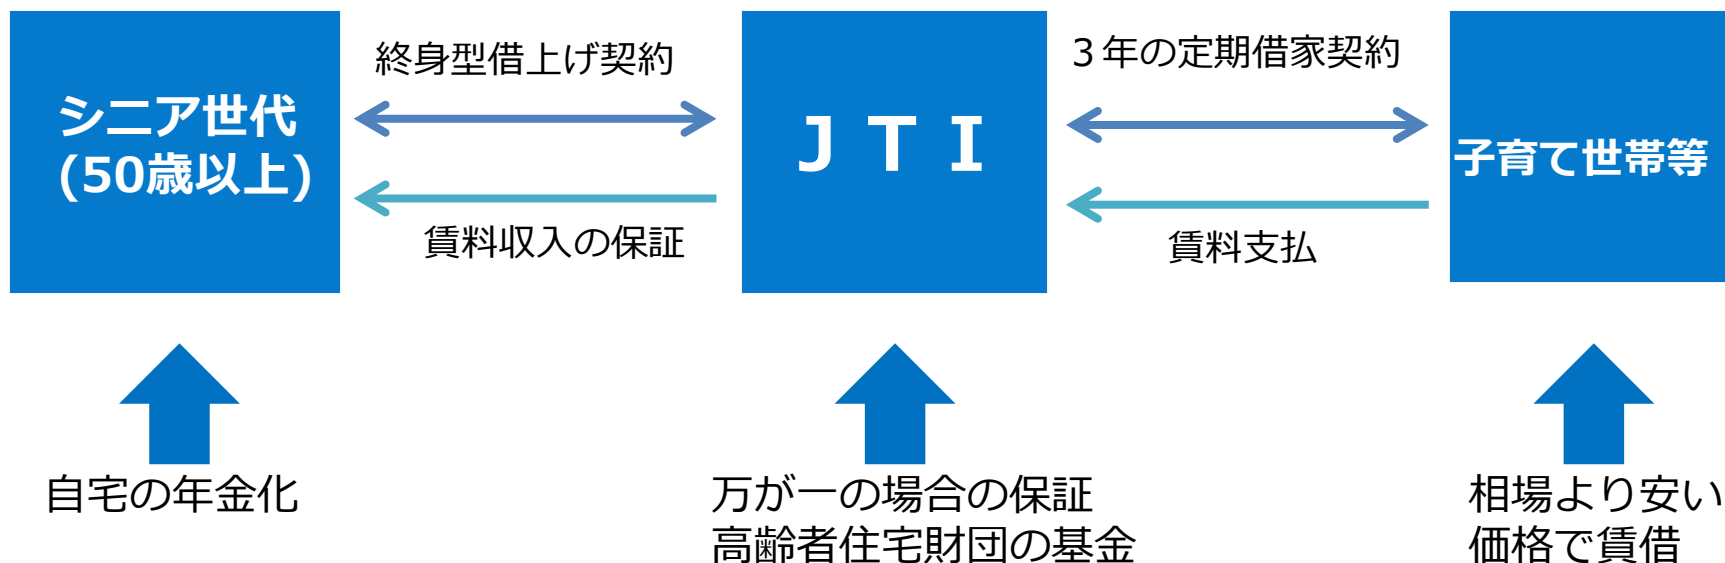 終身型借上げ契約
3年の定期借家契約
シニア世代
(50歳以上)
JTI
子育て世帯等
賃料収入の保証
賃料支払
自宅の年金化
万が一の場合の保証
高齢者住宅財団の基金
相場より安い
価格で賃借